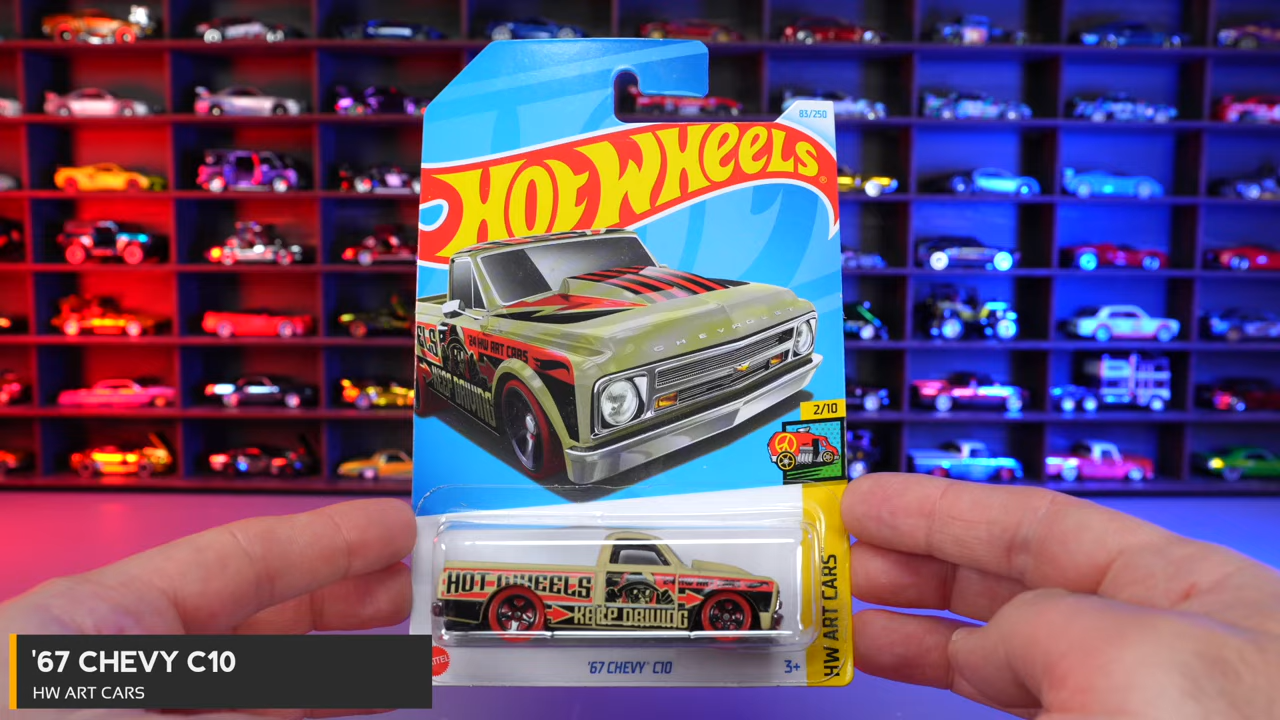 83/250
HOT WHEELS®
CHEVROLET
'24 HW ART CARS
KEEP DRIVING
2/10
HOT WHEELS
KEEP DRIVING
HW ART CARS
'67 CHEVY C10
3+
'67 CHEVY C10
HW ART CARS